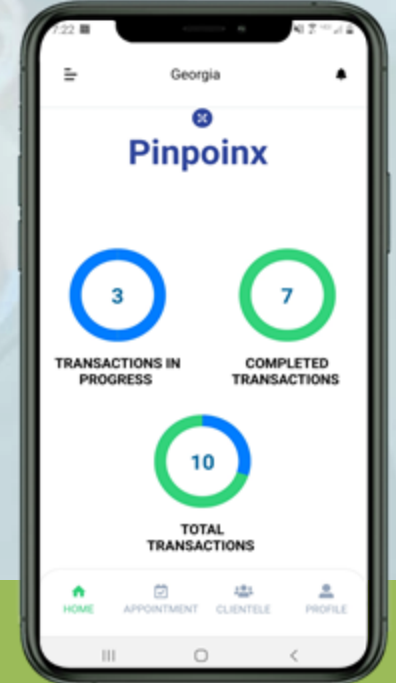 7:22
Georgia
Pinpoinx
3
7
TRANSACTIONS IN
PROGRESS
COMPLETED
TRANSACTIONS
10
TOTAL
TRANSACTIONS
HOME
APPOINTMENT
CLIENTELE
PROFILE